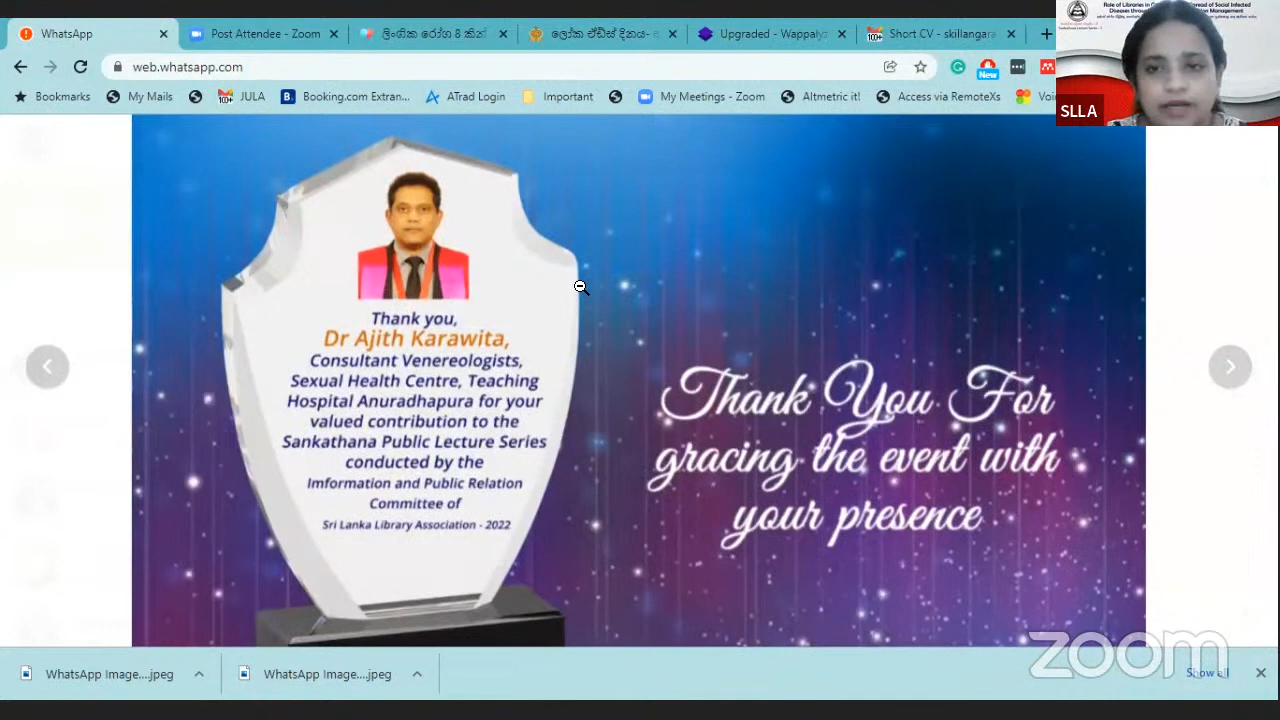 WhatsApp
Post Attendee - Zoom
Upgraded - Wappalyz
Short CV - skillangara
web.whatsapp.com
New
Bookmarks
My Mails
JULA
Booking.com Extran...
ATrad Login
Important
My Meetings - Zoom
Altmetric it!
Access via RemoteXs
SLLA
Thank you,
Dr Ajith Karawita,
Consultant Venereologists,
Sexual Health Centre, Teaching
Hospital Anuradhapura for your
valued contribution to the
Sankathana Public Lecture Series
conducted by the
Imformation and Public Relation
Committee of
Sri Lanka Library Association - 2022
Thank You For
gracing the event with
your presence
zoom
WhatsApp Image....jpeg
WhatsApp Image....jpeg
Show all